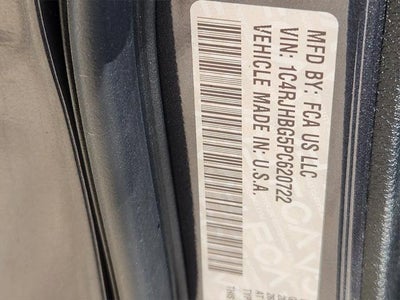 MFD BY: FCA US LLC
VIN: 1C4RJHBG5PC620722
VEHICLE MADE IN: U.S.A.